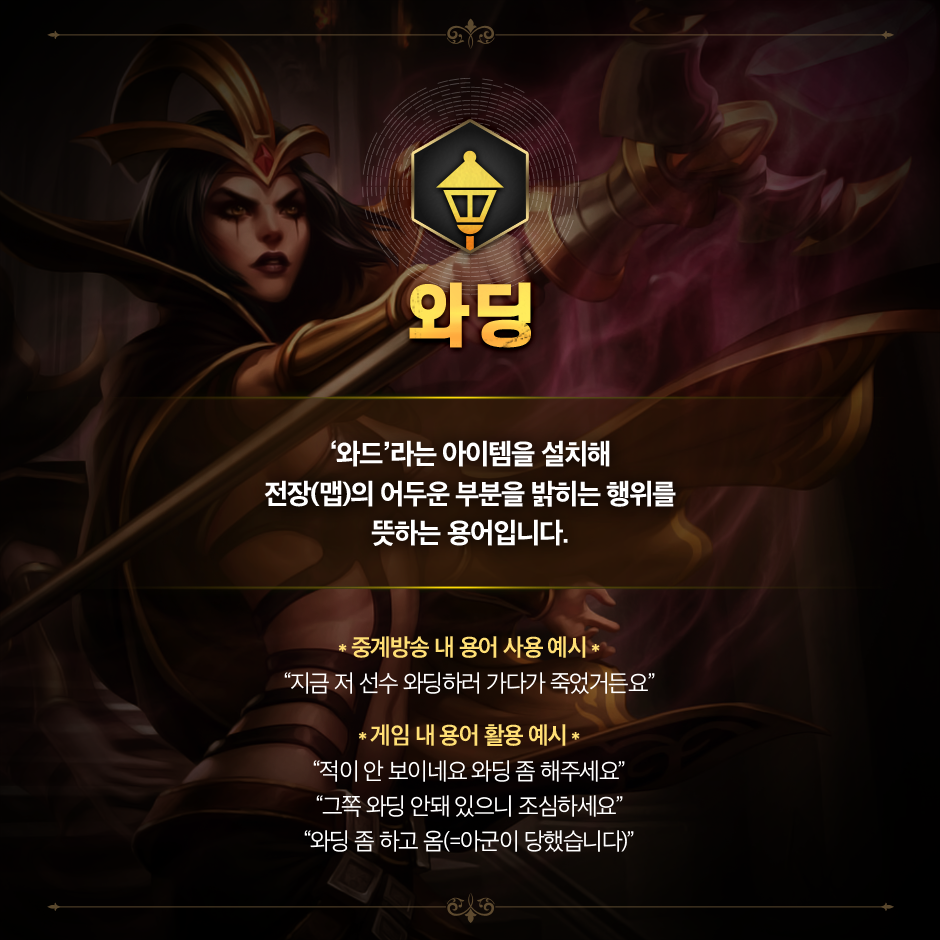 와딩
‘와드’라는 아이템을 설치해
전장(맵)의 어두운 부분을 밝히는 행위를
뜻하는 용어입니다.
* 중계방송 내 용어 사용 예시 *
“지금 저 선수 와딩하러 가다가 죽었거든요”
* 게임 내 용어 활용 예시 *
“적이 안 보이네요 와딩 좀 해주세요”
“그쪽 와딩 안돼 있으니 조심하세요”
“와딩 좀 하고 옴(=아군이 당했습니다)”